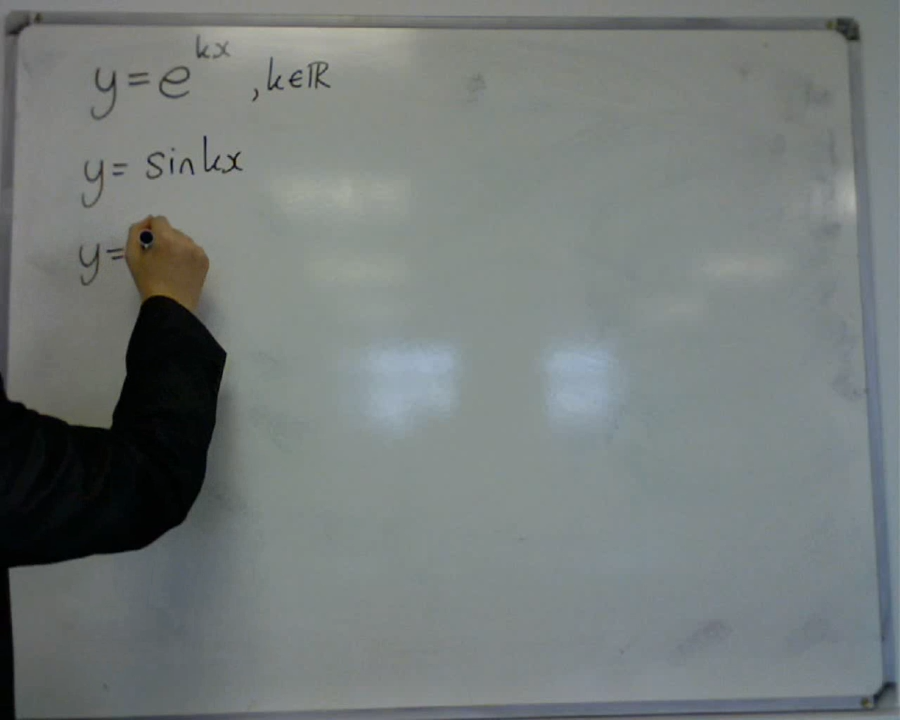 y = e^{kx} , k ∈ ℝ
y = sin kx
y =